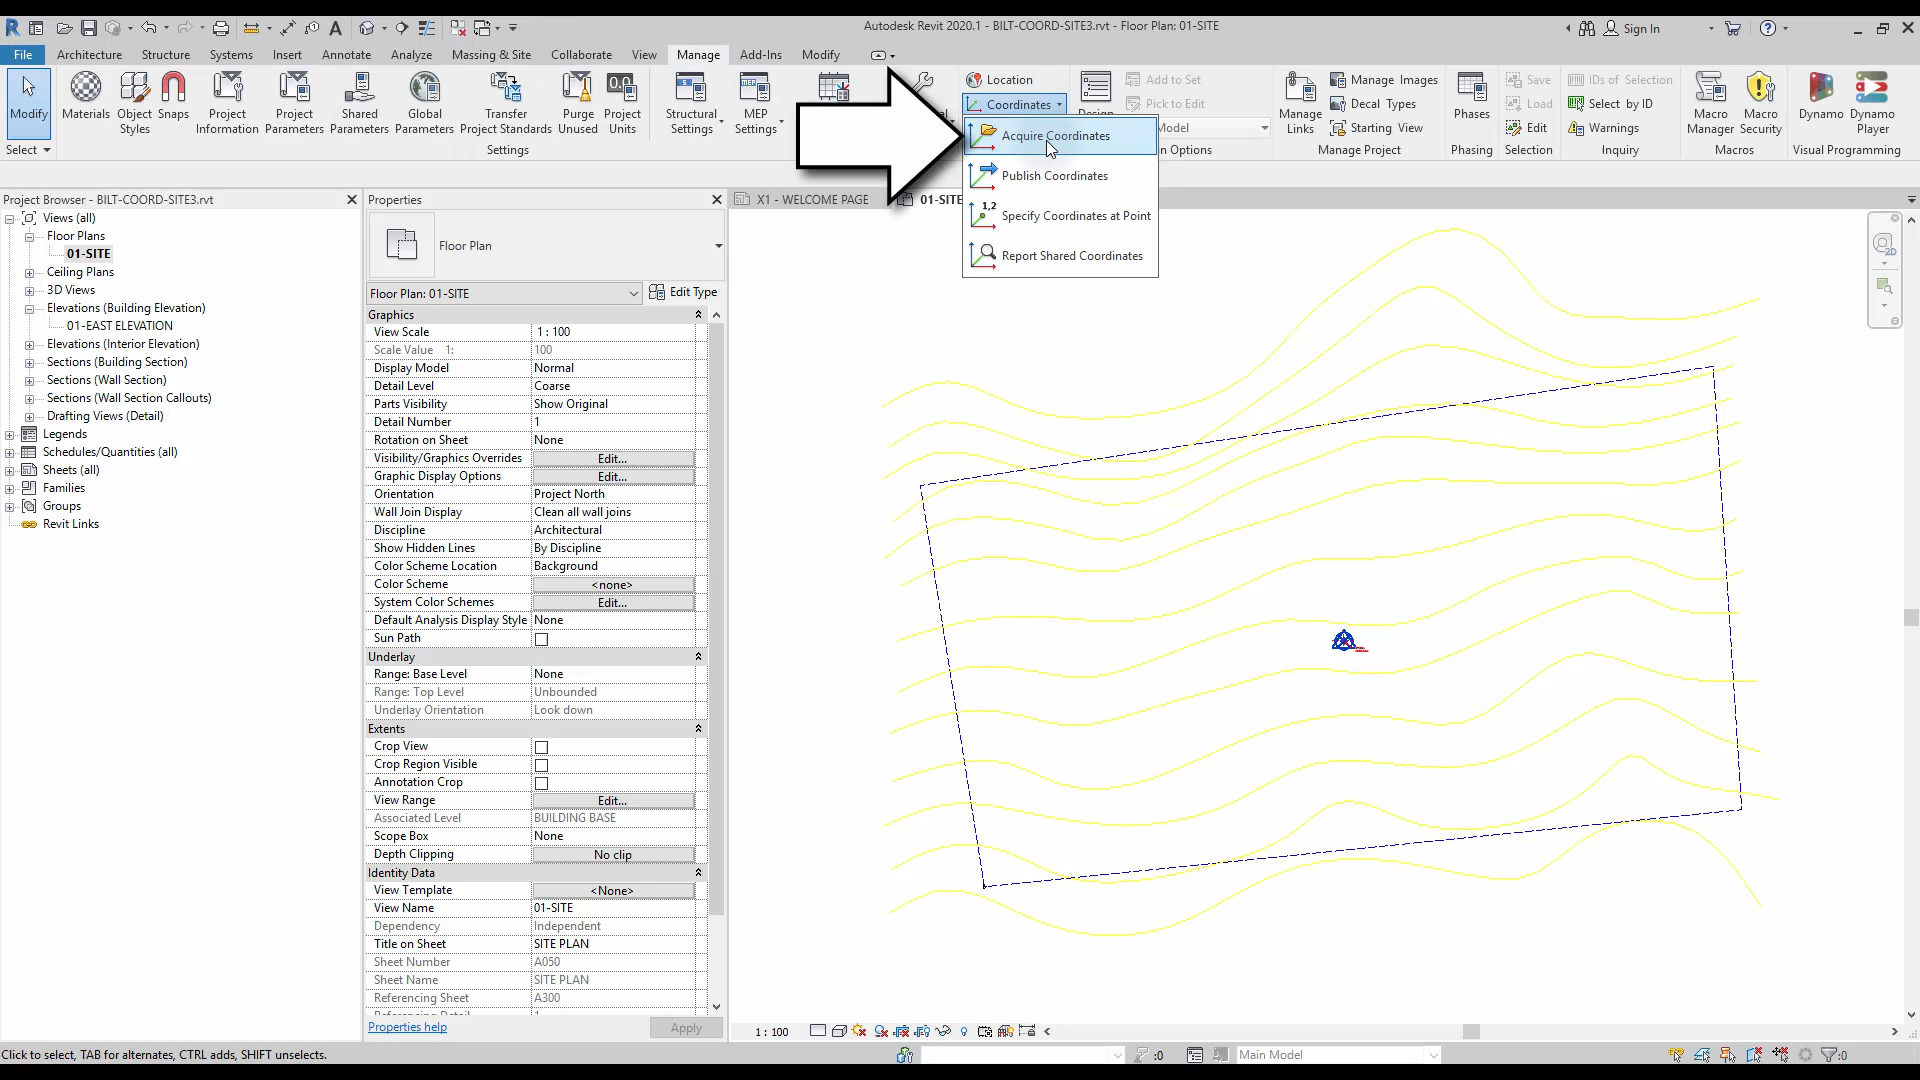 Autodesk Revit 2020.1 - BILT-COORD-SITE3.rvt - Floor Plan: 01-SITE
Sign In
File Architecture Structure Systems Insert Annotate Analyze Massing & Site Collaborate View Manage Add-Ins Modify
Modify
Select
Materials
Object Styles
Snaps
Project Information
Project Parameters
Shared Parameters
Global Parameters
Transfer Project Standards
Purge Unused
Project Units
Settings
Structural Settings
MEP Settings
Location
Coordinates
Add to Set
Pick to Edit
Manage Links
Manage Images
Decal Types
Starting View
Manage Project
Phases
Phasing
Save
Load
Edit
Selection
IDs of Selection
Select by ID
Warnings
Inquiry
Macro Manager
Macro Security
Macros
Dynamo
Dynamo Player
Visual Programming
Acquire Coordinates
Publish Coordinates
1,2
Specify Coordinates at Point
Report Shared Coordinates
Project Browser - BILT-COORD-SITE3.rvt
Views (all)
Floor Plans
01-SITE
Ceiling Plans
3D Views
Elevations (Building Elevation)
01-EAST ELEVATION
Elevations (Interior Elevation)
Sections (Building Section)
Sections (Wall Section)
Sections (Wall Section Callouts)
Drafting Views (Detail)
Legends
Schedules/Quantities (all)
Sheets (all)
Families
Groups
Revit Links
Properties
Floor Plan
Floor Plan: 01-SITE Edit Type
Graphics
View Scale 1 : 100
Scale Value 1: 100
Display Model Normal
Detail Level Coarse
Parts Visibility Show Original
Detail Number 1
Rotation on Sheet None
Visibility/Graphics Overrides Edit...
Graphic Display Options Edit...
Orientation Project North
Wall Join Display Clean all wall joins
Discipline Architectural
Show Hidden Lines By Discipline
Color Scheme Location Background
Color Scheme <none>
System Color Schemes Edit...
Default Analysis Display Style None
Sun Path
Underlay
Range: Base Level None
Range: Top Level Unbounded
Underlay Orientation Look down
Extents
Crop View
Crop Region Visible
Annotation Crop
View Range Edit...
Associated Level BUILDING BASE
Scope Box None
Depth Clipping No clip
Identity Data
View Template <None>
View Name 01-SITE
Dependency Independent
Title on Sheet SITE PLAN
Sheet Number A050
Sheet Name SITE PLAN
Referencing Sheet A300
Properties help Apply
X1 - WELCOME PAGE
01-SITE
1 : 100
Click to select, TAB for alternates, CTRL adds, SHIFT unselects.
:0
Main Model
:0